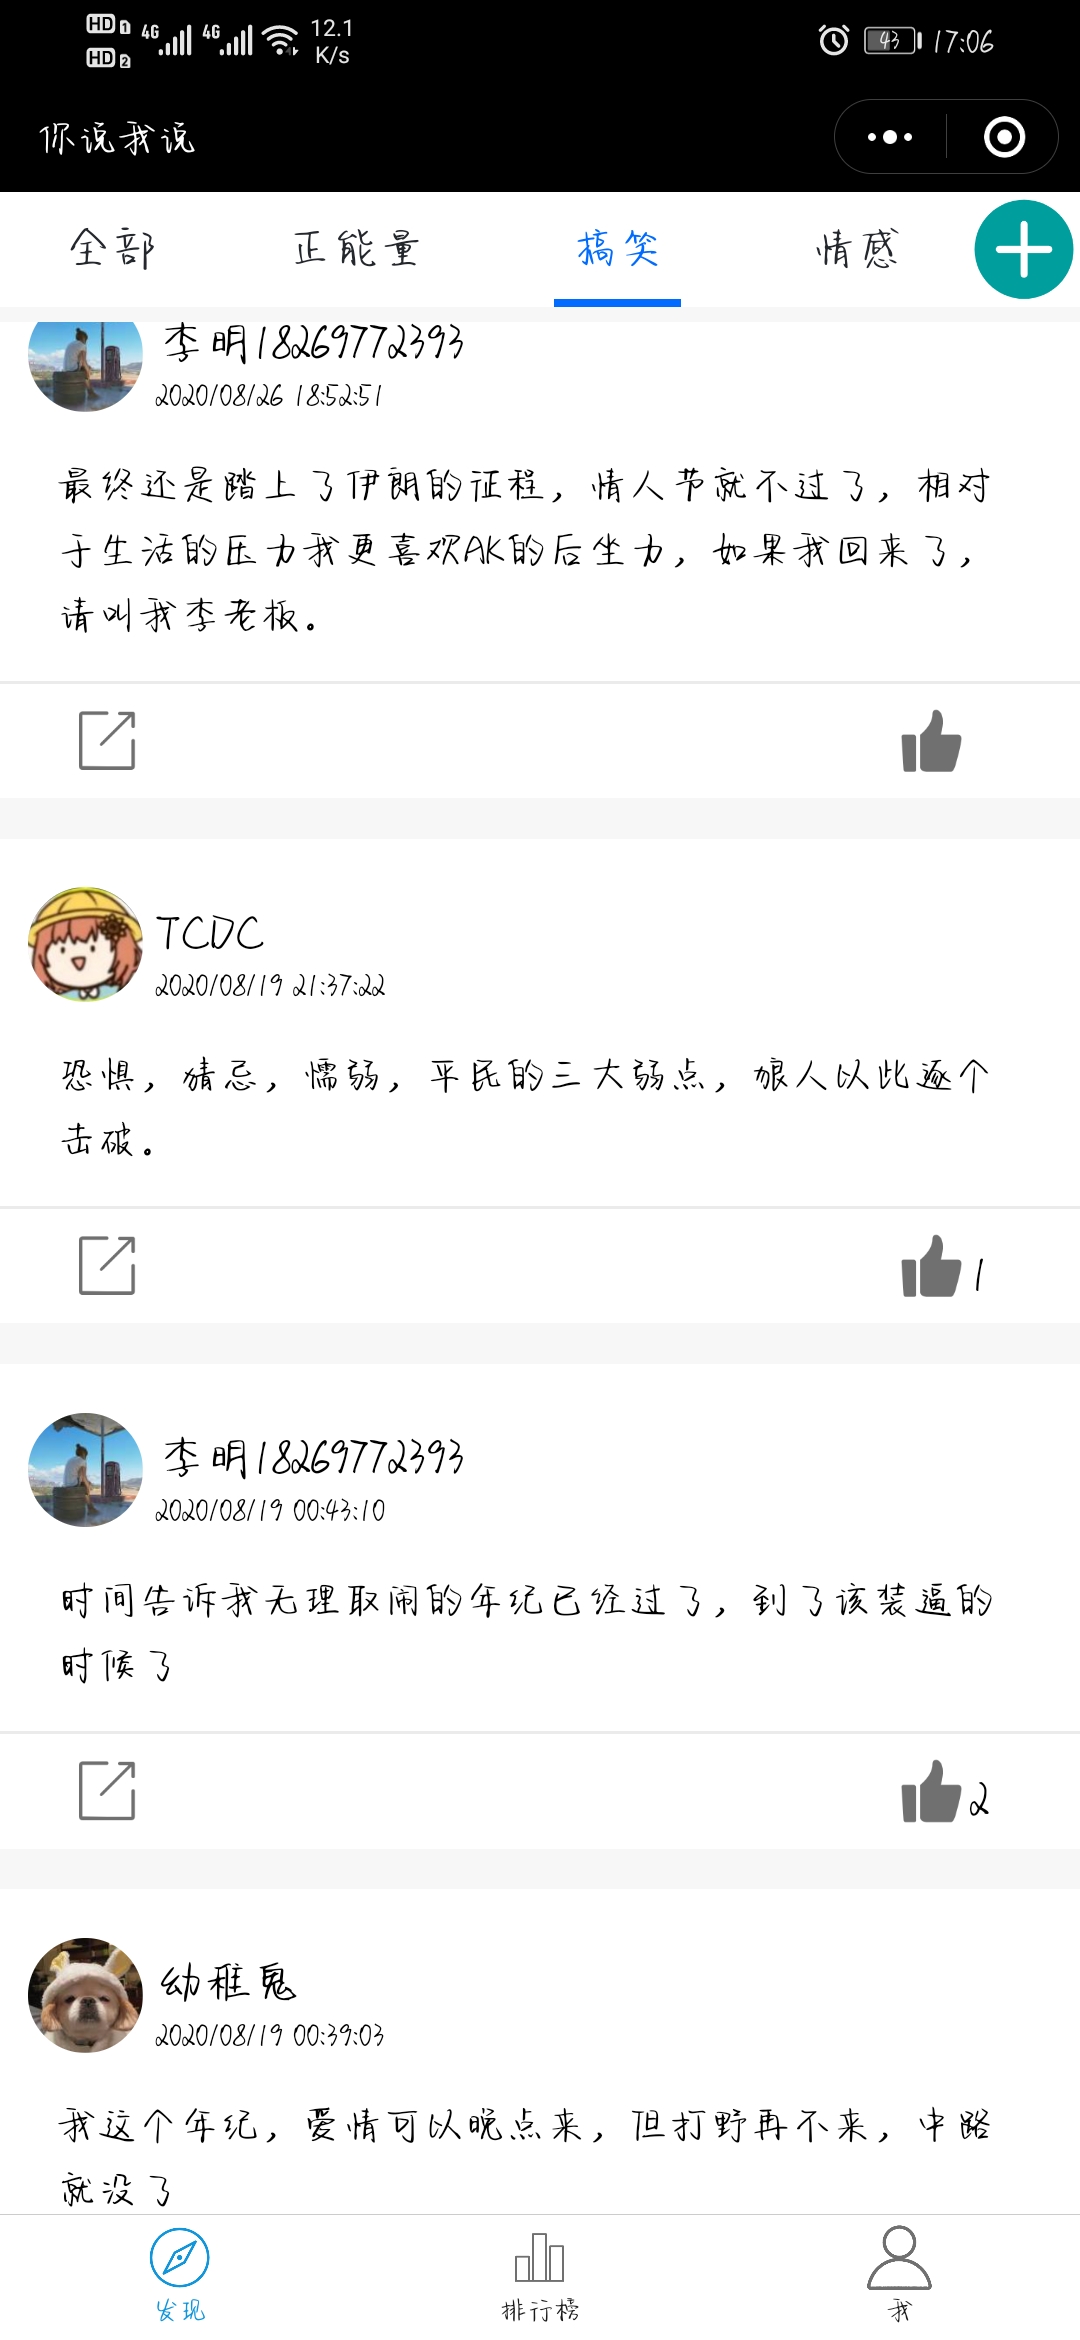 HD 1 4G 4G 12.1 K/s 43 17:06
HD 2
你说我说
全部 正能量 搞笑 情感
李明18269772393
2020/08/26 18:52:51
最终还是踏上了伊朗的征程，情人节就不过了，相对
于生活的压力我更喜欢AK的后坐力，如果我回来了，
请叫我李老板。
TCDC
2020/08/19 21:37:22
恐惧，猜忌，懦弱，平民的三大弱点，狼人以此逐个
击破。
1
李明18269772393
2020/08/19 00:43:10
时间告诉我无理取闹的年纪已经过了，到了该装逼的
时候了
2
幼稚鬼
2020/08/19 00:39:03
我这个年纪，爱情可以晚点来，但打野再不来，中路
就没了
发现 排行榜 我